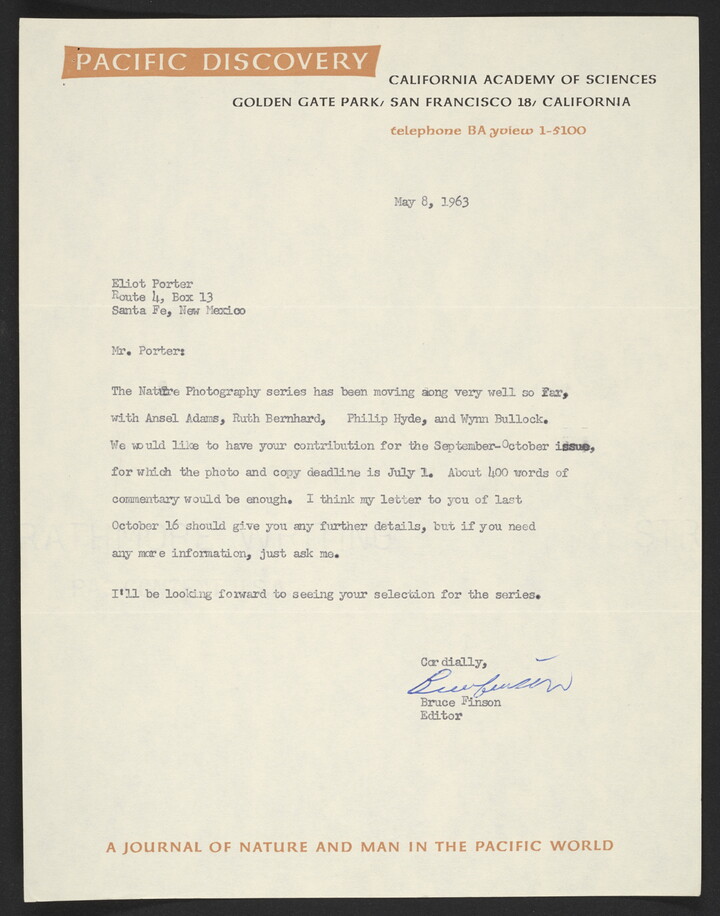 PACIFIC DISCOVERY
CALIFORNIA ACADEMY OF SCIENCES
GOLDEN GATE PARK/ SAN FRANCISCO 18/ CALIFORNIA
telephone BAyview 1-5100
May 8, 1963
Eliot Porter
Route 4, Box 13
Santa Fe, New Mexico
Mr. Porter:
The Nature Photography series has been moving aong very well so far,
with Ansel Adams, Ruth Bernhard, Philip Hyde, and Wynn Bullock.
We would like to have your contribution for the September-October issue,
for which the photo and copy deadline is July 1. About 400 words of
commentary would be enough. I think my letter to you of last
October 16 should give you any further details, but if you need
any more information, just ask me.
I'll be looking forward to seeing your selection for the series.
Cordially,
Bruce Finson
Bruce Finson
Editor
A JOURNAL OF NATURE AND MAN IN THE PACIFIC WORLD